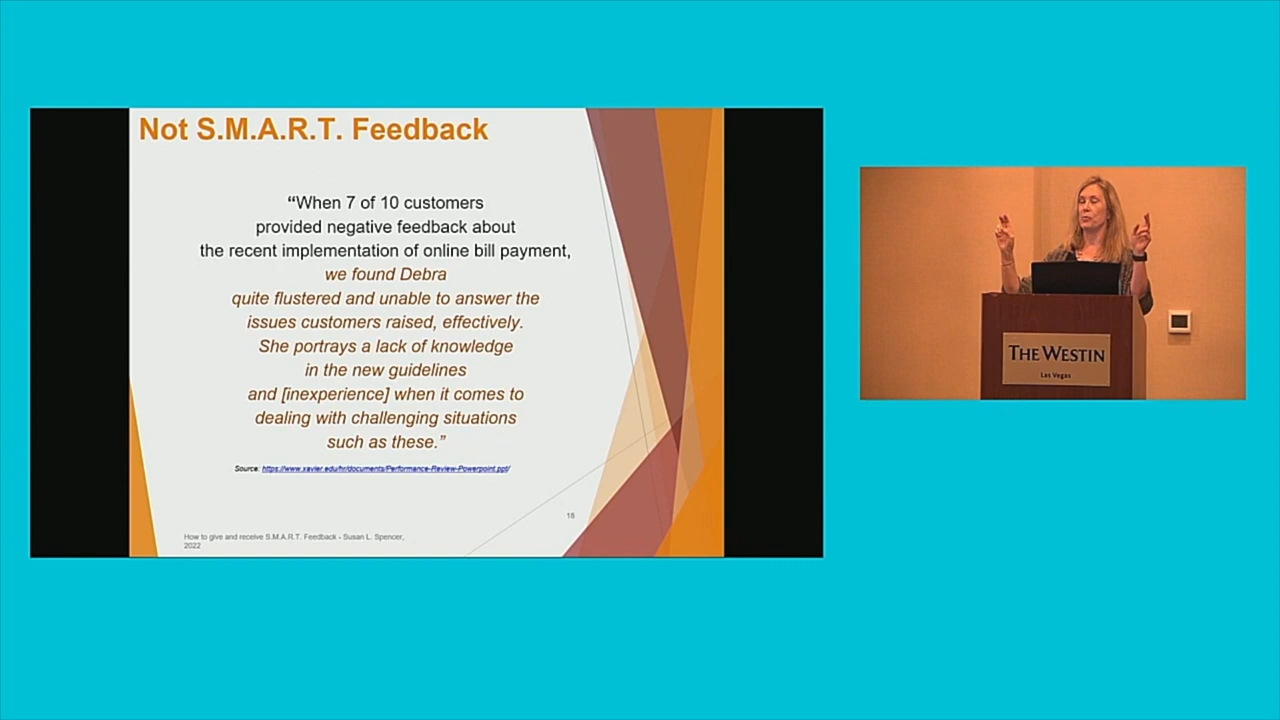 Not S.M.A.R.T. Feedback
“When 7 of 10 customers
provided negative feedback about
the recent implementation of online bill payment,
we found Debra
quite flustered and unable to answer the
issues customers raised, effectively.
She portrays a lack of knowledge
in the new guidelines
and [inexperience] when it comes to
dealing with challenging situations
such as these.”
Source: https://www.xavier.edu/hr/documents/Performance-Review-Powerpoint.ppt/
18
How to give and receive S.M.A.R.T. Feedback - Susan L. Spencer,
2022
THE WESTIN
Las Vegas